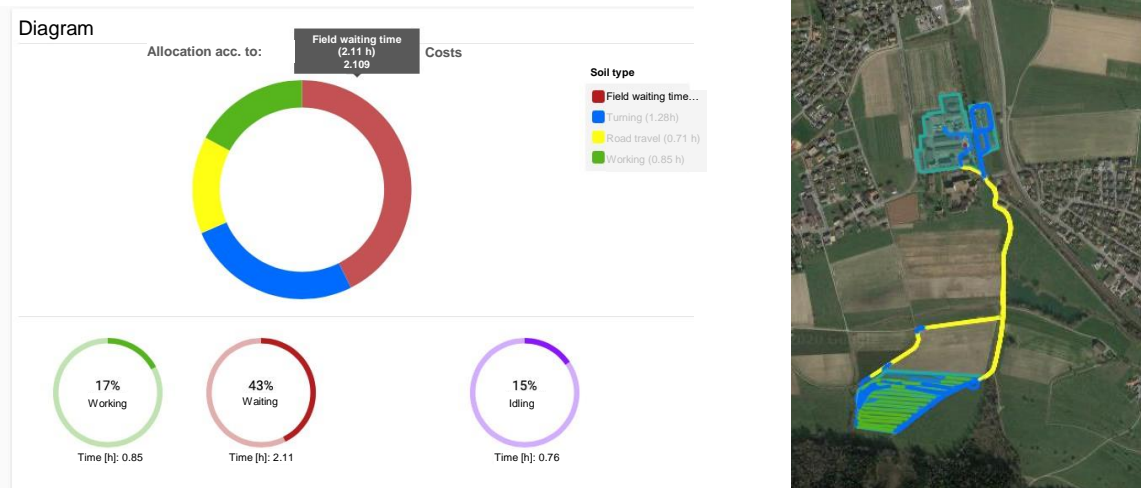 Diagram
Allocation acc. to:
Field waiting time
(2.11 h)
2.109
Costs
Soil type
Field waiting time...
Turning (1.28h)
Road travel (0.71 h)
Working (0.85 h)
17%
Working
Time [h]: 0.85
43%
Waiting
Time [h]: 2.11
15%
Idling
Time [h]: 0.76